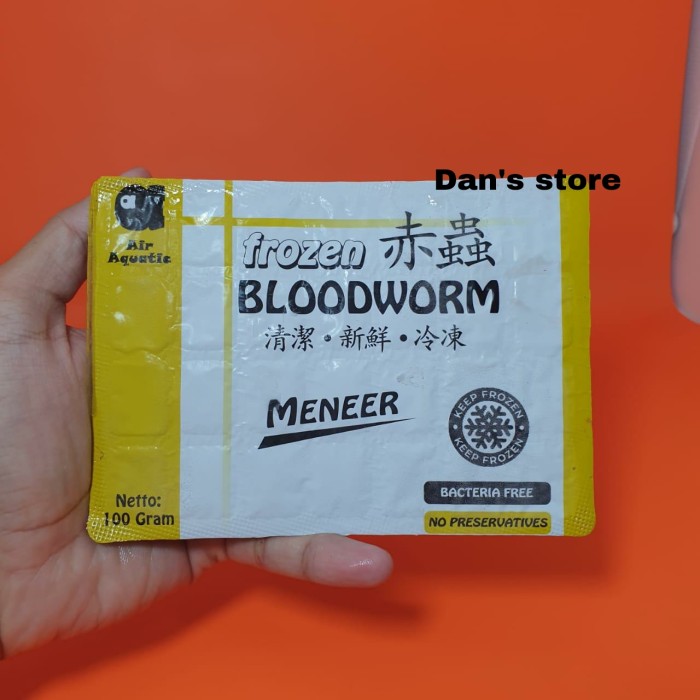 Dan's store
Air
Aquatic
frozen 赤蟲
BLOODWORM
清潔・新鮮・冷凍
MENEER
KEEP FROZEN
KEEP FROZEN
BACTERIA FREE
NO PRESERVATIVES
Netto:
100 Gram